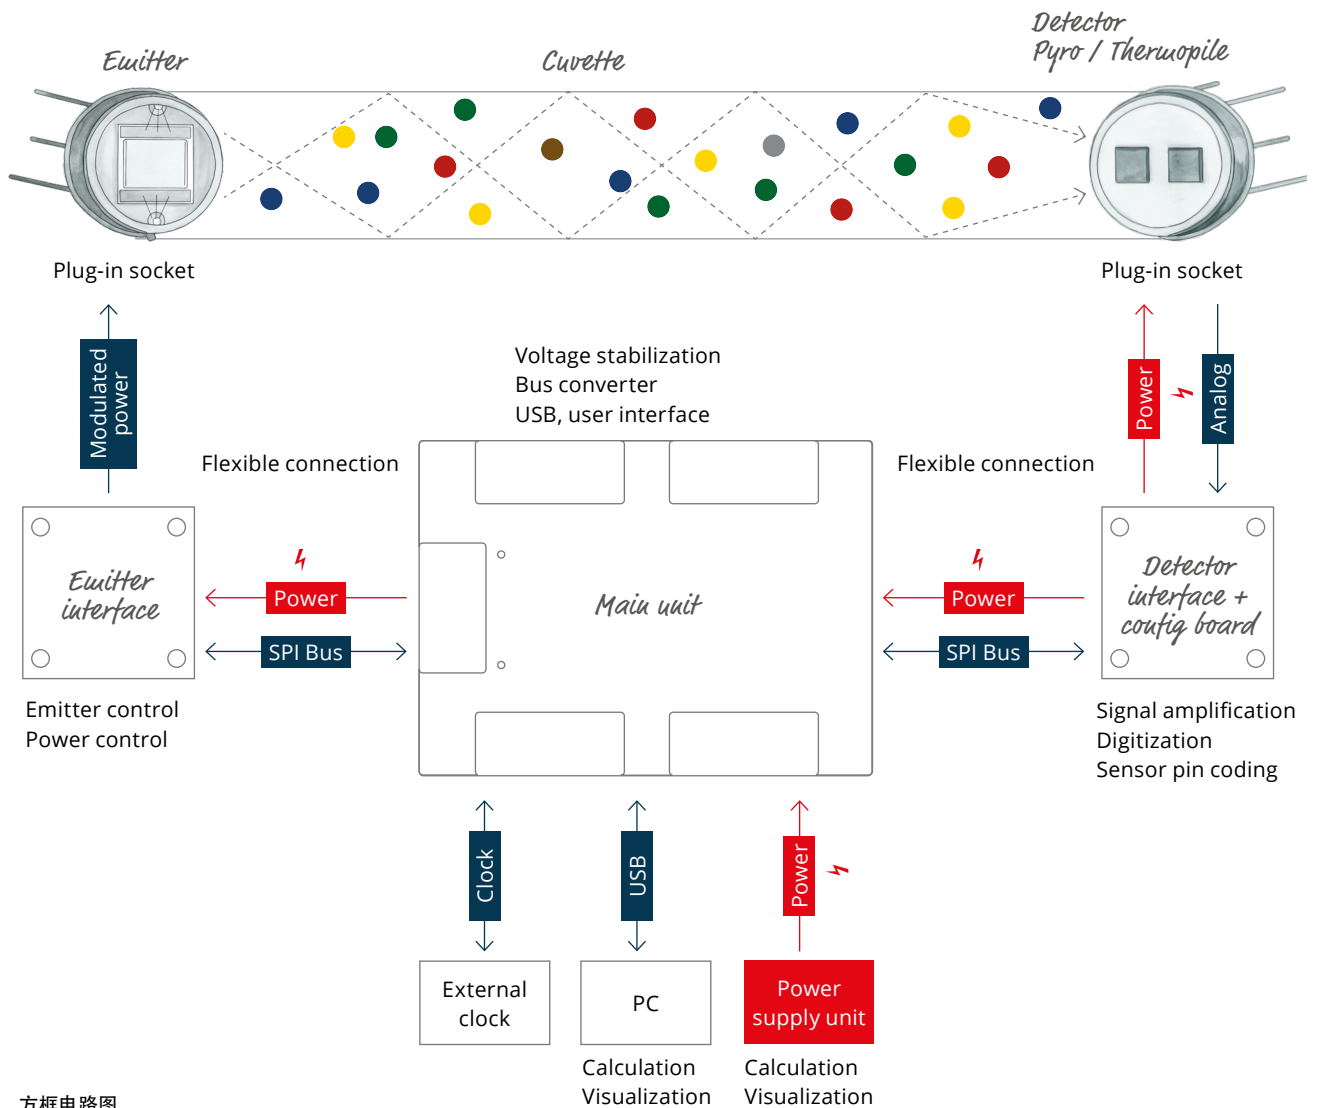 Emitter
Cuvette
Detector
Pyro / Thermopile
Plug-in socket
Plug-in socket
Modulated
power
Voltage stabilization
Bus converter
USB, user interface
Power
Analog
Flexible connection
Flexible connection
Emitter
interface
Power
SPI Bus
Main unit
Power
SPI Bus
Detector
interface +
config board
Emitter control
Power control
Signal amplification
Digitization
Sensor pin coding
Clock
USB
Power
External
clock
PC
Power
supply unit
Calculation
Visualization
Calculation
Visualization
方框电路图